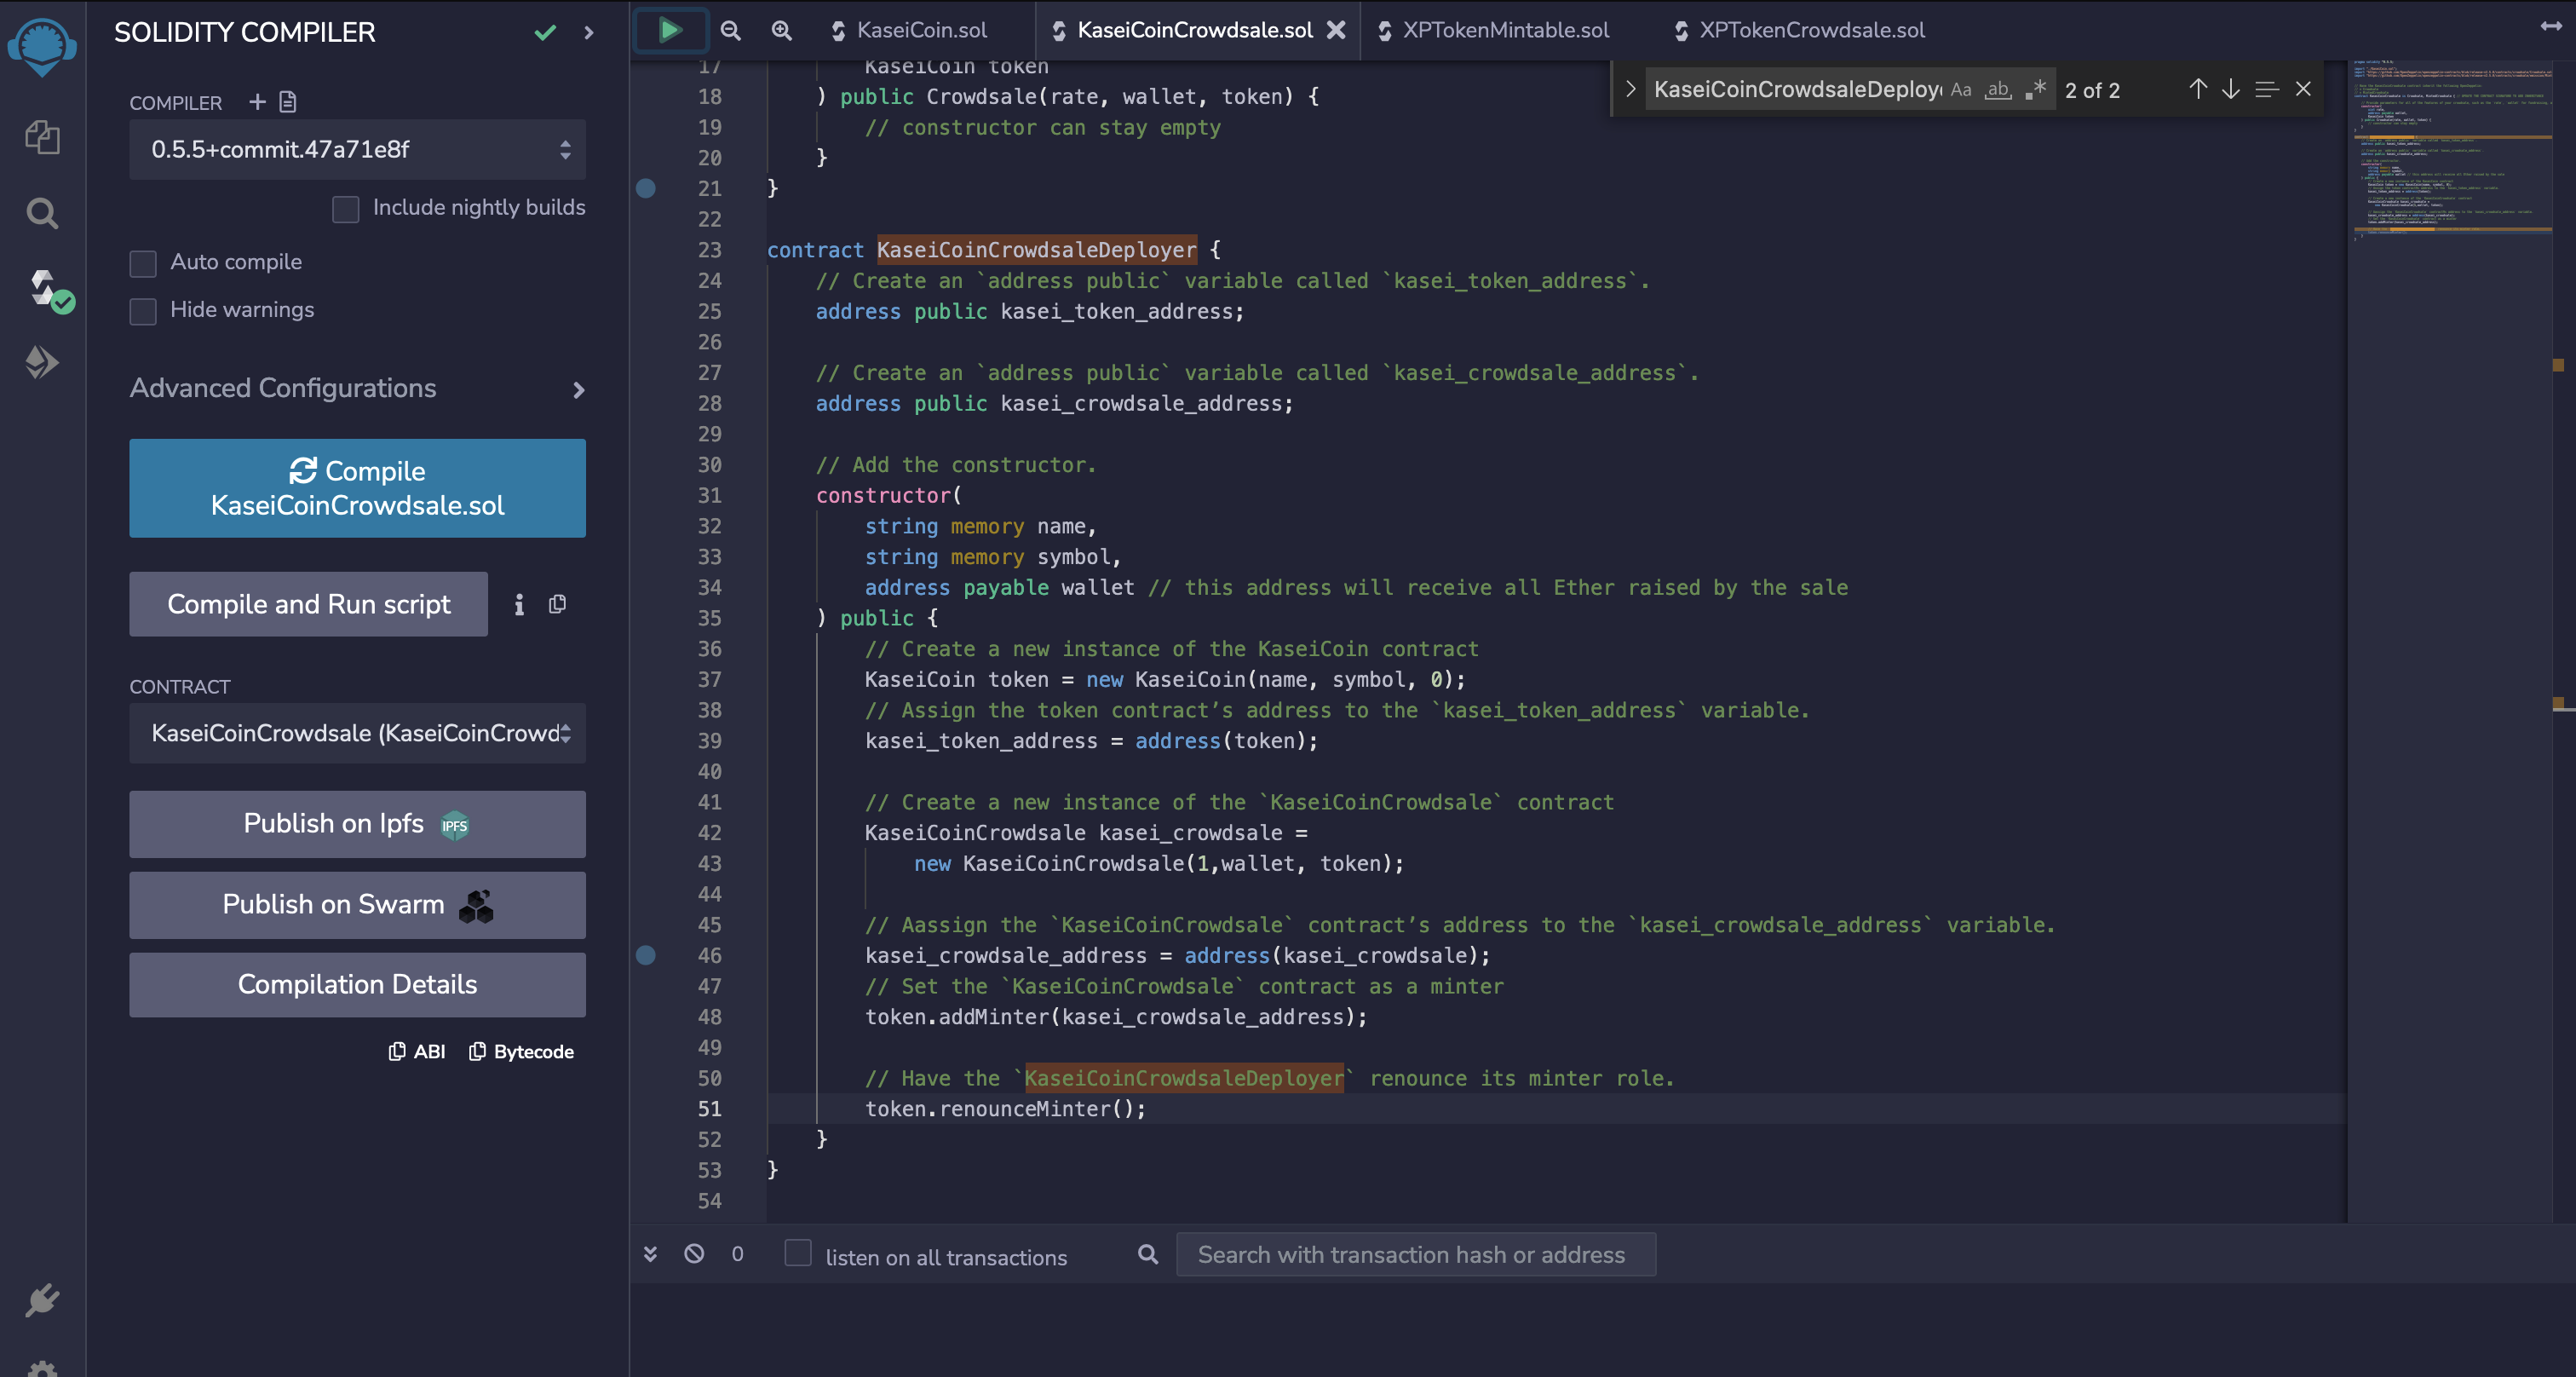 SOLIDITY COMPILER
COMPILER
0.5.5+commit.47a71e8f
Include nightly builds
Auto compile
Hide warnings
Advanced Configurations
Compile
KaseiCoinCrowdsale.sol
Compile and Run script
CONTRACT
KaseiCoinCrowdsale (KaseiCoinCrowd
Publish on Ipfs IPFS
Publish on Swarm
Compilation Details
ABI Bytecode
KaseiCoin.sol KaseiCoinCrowdsale.sol XPTokenMintable.sol XPTokenCrowdsale.sol
KaseiCoinCrowdsaleDeploy Aa ab .* 2 of 2
17 KaseiCoin token
18 ) public Crowdsale(rate, wallet, token) {
19 // constructor can stay empty
20 }
21 }
22
23 contract KaseiCoinCrowdsaleDeployer {
24 // Create an `address public` variable called `kasei_token_address`.
25 address public kasei_token_address;
26
27 // Create an `address public` variable called `kasei_crowdsale_address`.
28 address public kasei_crowdsale_address;
29
30 // Add the constructor.
31 constructor(
32 string memory name,
33 string memory symbol,
34 address payable wallet // this address will receive all Ether raised by the sale
35 ) public {
36 // Create a new instance of the KaseiCoin contract
37 KaseiCoin token = new KaseiCoin(name, symbol, 0);
38 // Assign the token contract’s address to the `kasei_token_address` variable.
39 kasei_token_address = address(token);
40
41 // Create a new instance of the `KaseiCoinCrowdsale` contract
42 KaseiCoinCrowdsale kasei_crowdsale =
43 new KaseiCoinCrowdsale(1,wallet, token);
44
45 // Aassign the `KaseiCoinCrowdsale` contract’s address to the `kasei_crowdsale_address` variable.
46 kasei_crowdsale_address = address(kasei_crowdsale);
47 // Set the `KaseiCoinCrowdsale` contract as a minter
48 token.addMinter(kasei_crowdsale_address);
49
50 // Have the `KaseiCoinCrowdsaleDeployer` renounce its minter role.
51 token.renounceMinter();
52 }
53 }
54
0 listen on all transactions Search with transaction hash or address